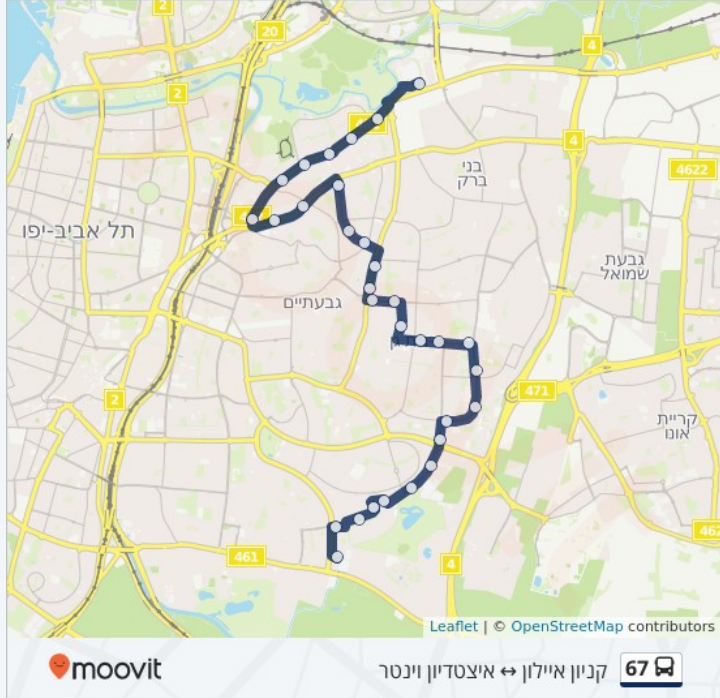 2
20
4
2
4
4622
בני
ברק
תל אביב-יפו
גבעת
שמואל
גבעתיים
471
2
קריית
אונו
461
4
Leaflet | © OpenStreetMap contributors
moovit
קניון איילון ↔ איצטדיון וינטר
67